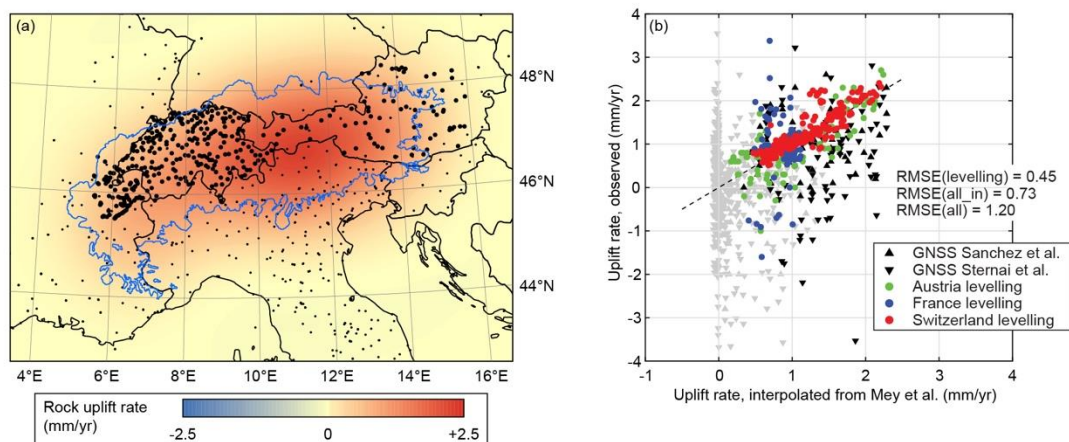 (a)
48°N
46°N
44°N
4°E 6°E 8°E 10°E 12°E 14°E 16°E
Rock uplift rate
(mm/yr)
-2.5 0 +2.5
(b)
Uplift rate, observed (mm/yr)
4
3
2
1
0
-1
-2
-3
-4
RMSE(levelling) = 0.45
RMSE(all_in) = 0.73
RMSE(all) = 1.20
GNSS Sanchez et al.
GNSS Sternai et al.
Austria levelling
France levelling
Switzerland levelling
-1 0 1 2 3 4
Uplift rate, interpolated from Mey et al. (mm/yr)